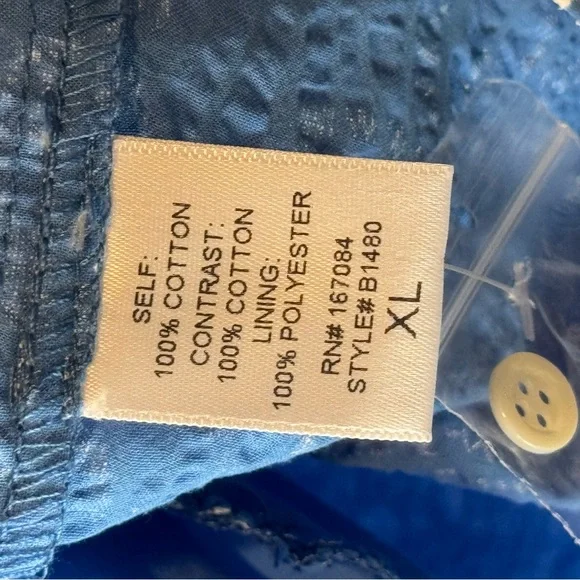 SELF:
100% COTTON
CONTRAST:
100% COTTON
LINING:
100% POLYESTER
RN# 167084
STYLE# B1480
XL